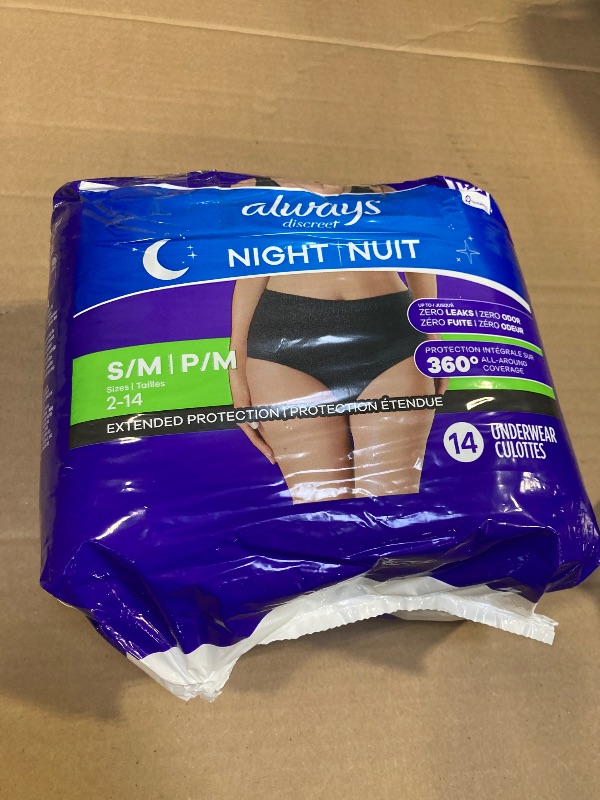 always
discreet
NIGHT | NUIT
UP TO / JUSQU'À
ZERO LEAKS | ZERO ODOR
ZÉRO FUITE | ZÉRO ODEUR
S/M | P/M
Sizes | Tailles
2-14
PROTECTION INTÉGRALE SUR
360° ALL-AROUND
COVERAGE
EXTENDED PROTECTION | PROTECTION ÉTENDUE
14 UNDERWEAR
CULOTTES